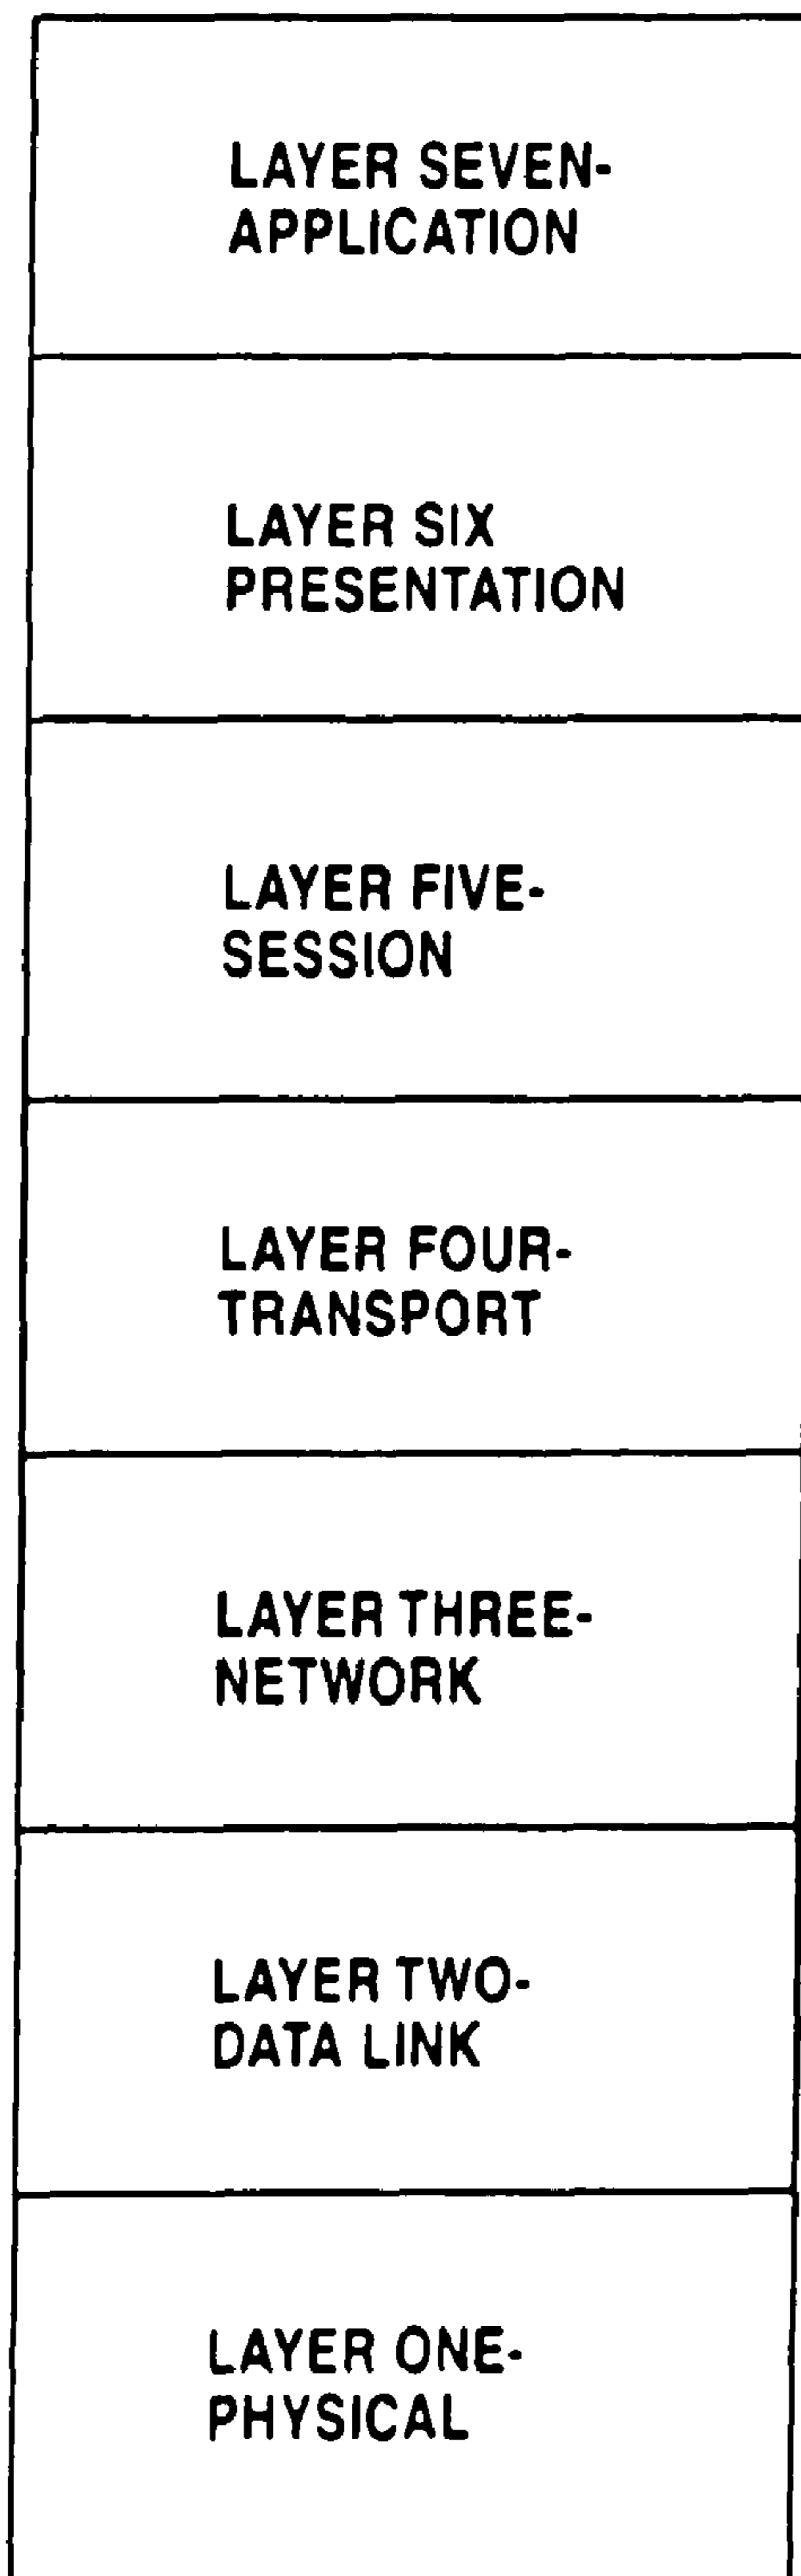 LAYER SEVEN-
APPLICATION
LAYER SIX
PRESENTATION
LAYER FIVE-
SESSION
LAYER FOUR-
TRANSPORT
LAYER THREE-
NETWORK
LAYER TWO-
DATA LINK
LAYER ONE-
PHYSICAL